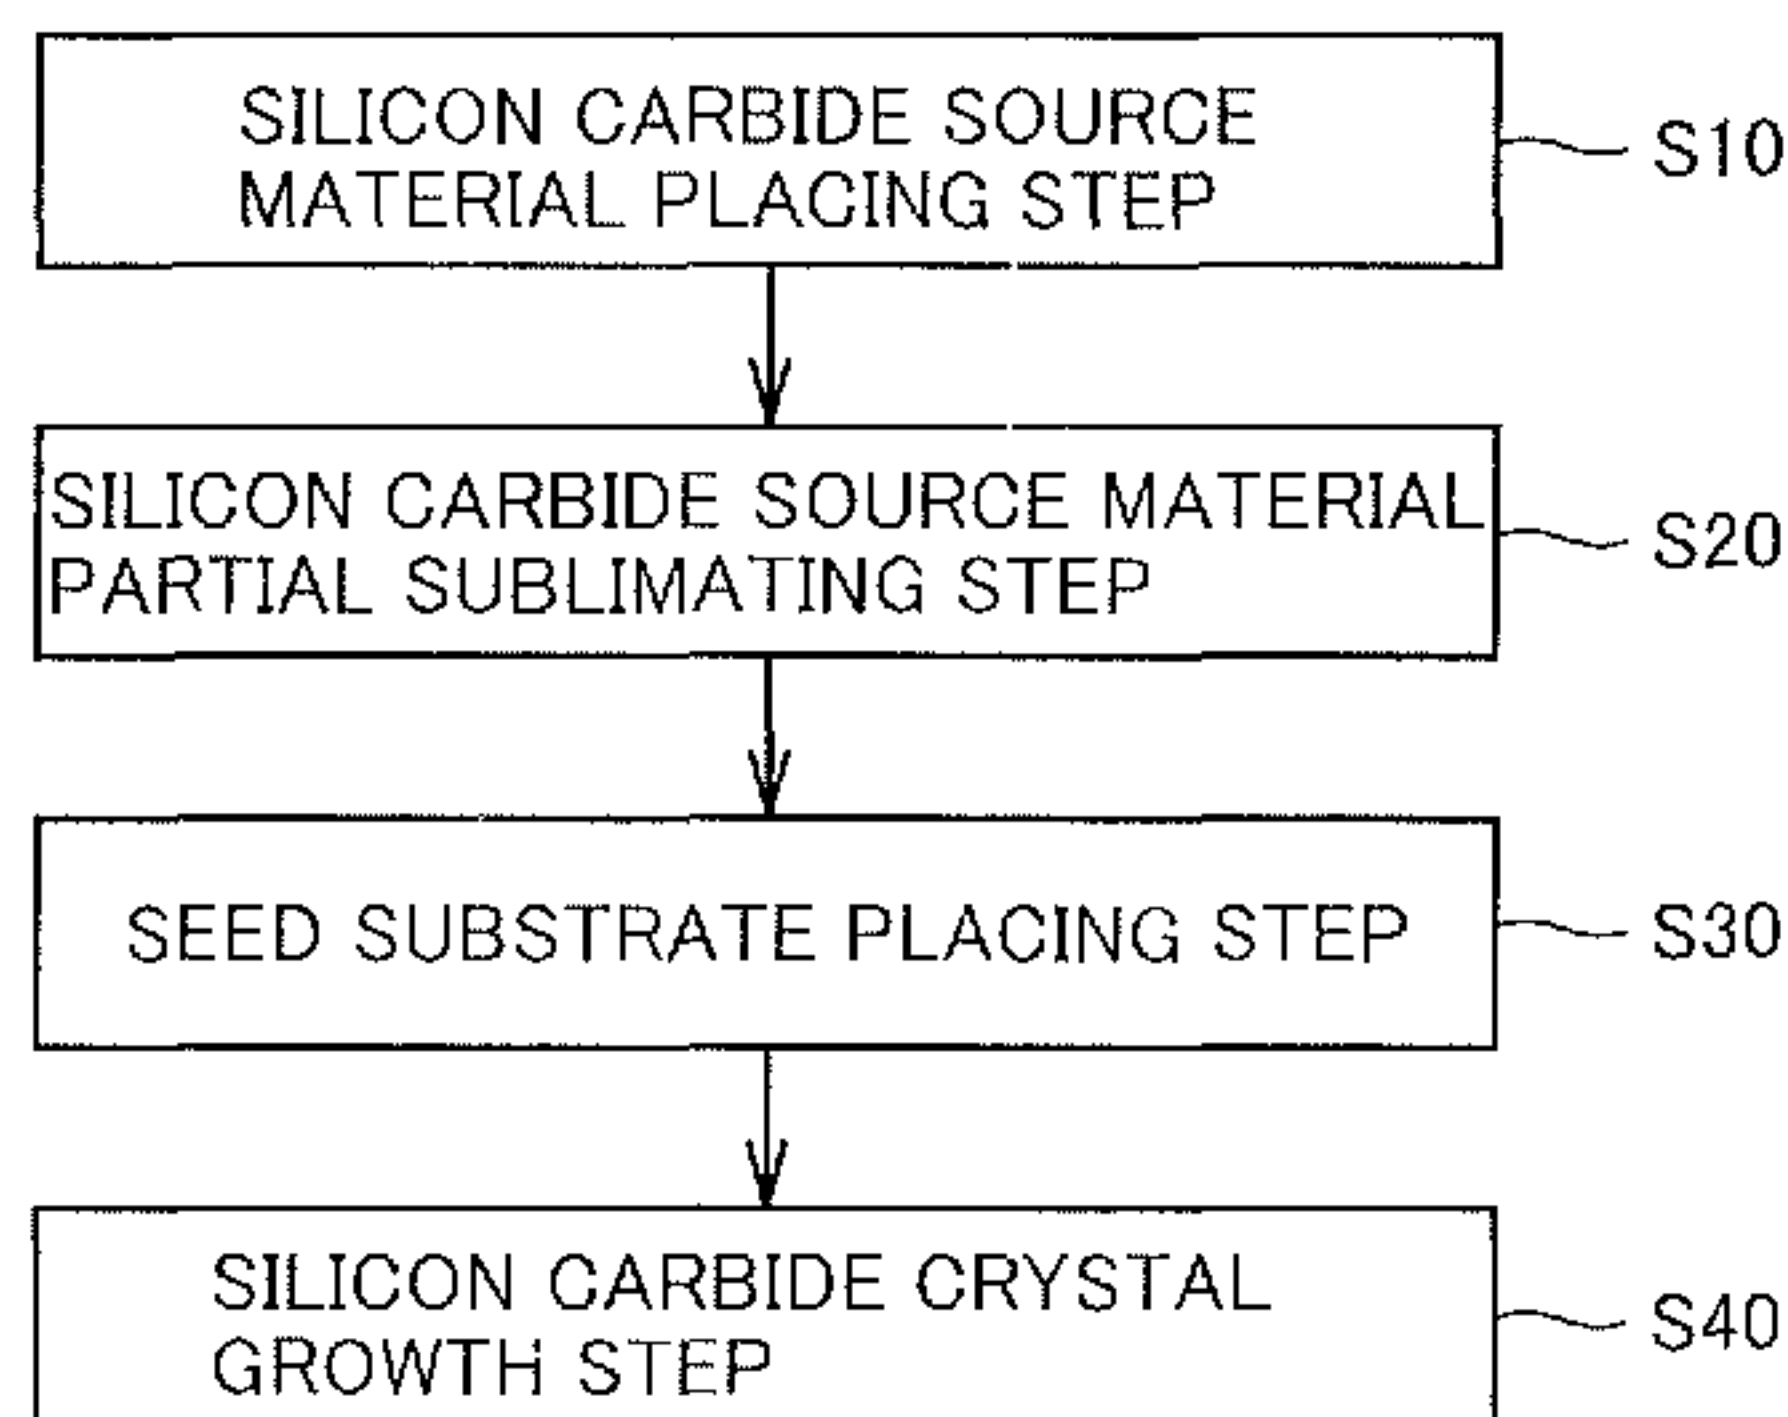 SILICON CARBIDE SOURCE
MATERIAL PLACING STEP
S10
SILICON CARBIDE SOURCE MATERIAL
PARTIAL SUBLIMATING STEP
S20
SEED SUBSTRATE PLACING STEP
S30
SILICON CARBIDE CRYSTAL
GROWTH STEP
S40